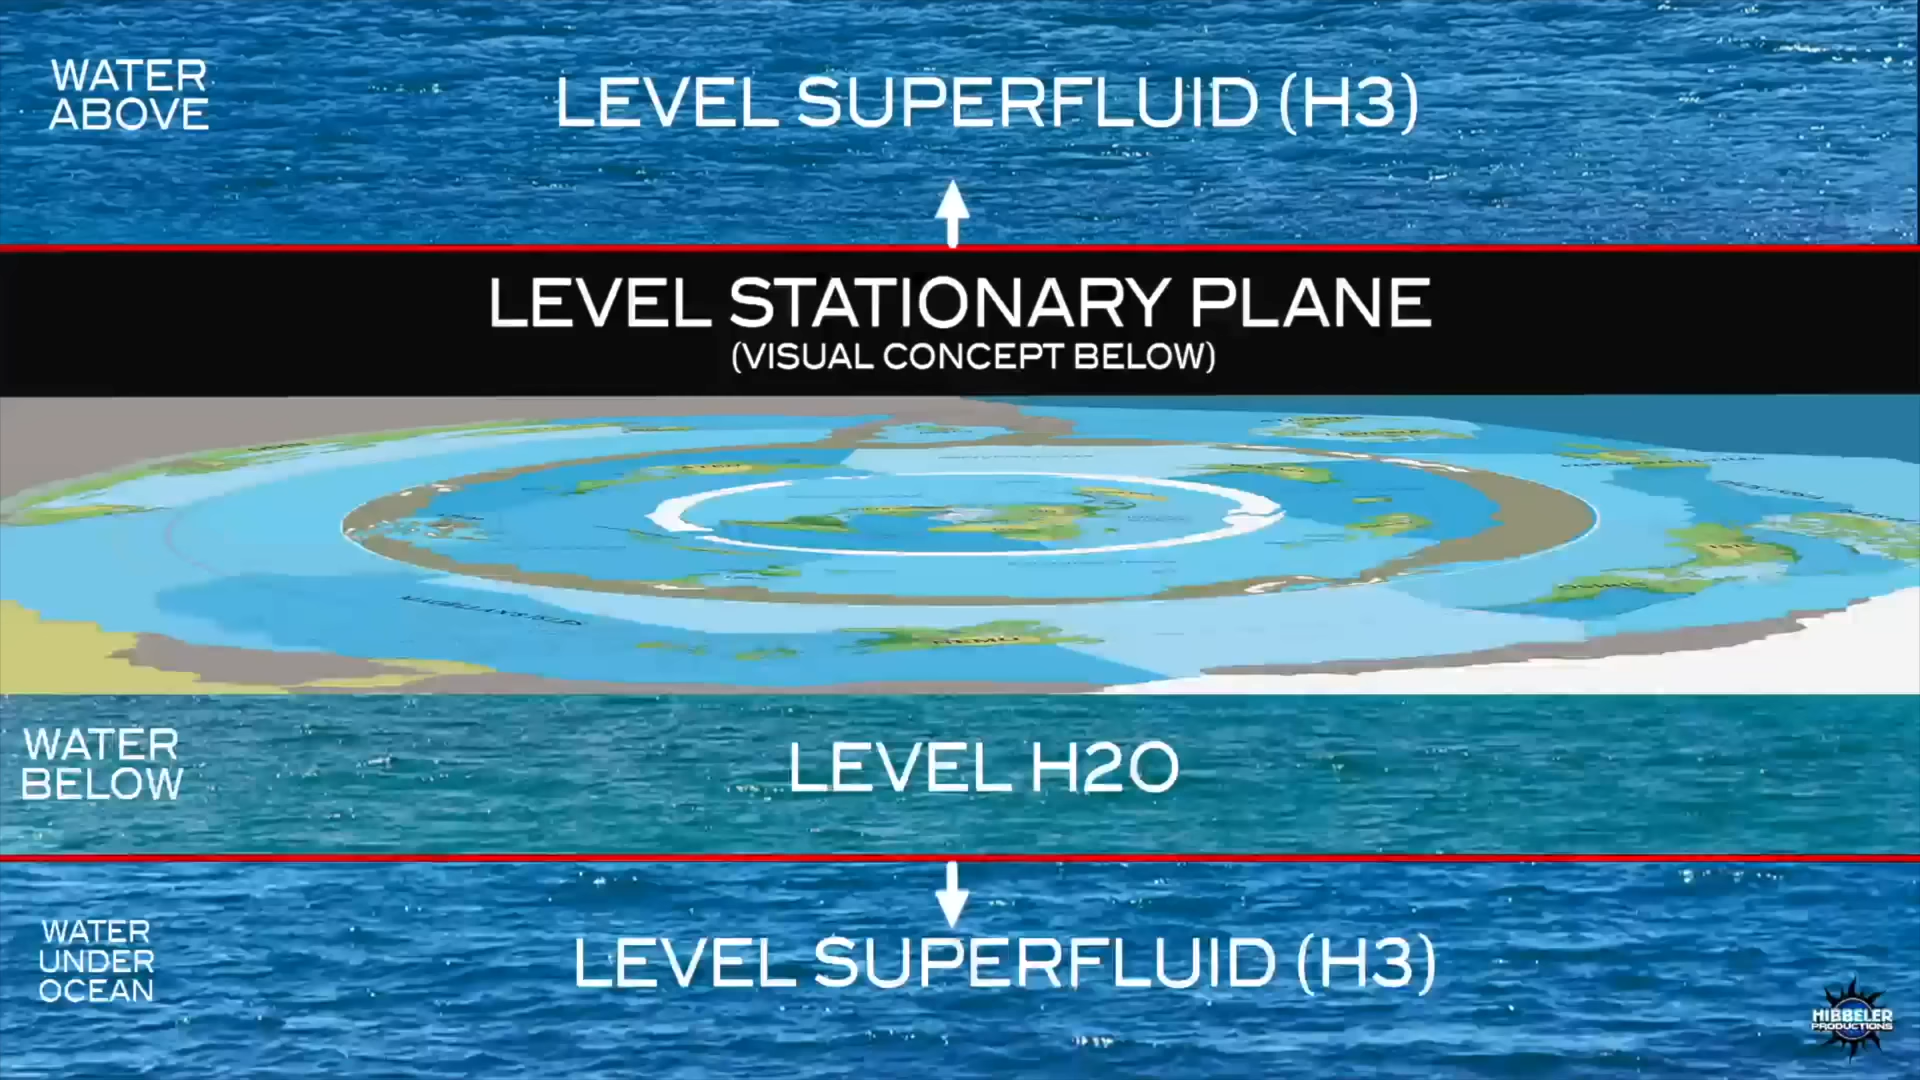 WATER
ABOVE
LEVEL SUPERFLUID (H3)
LEVEL STATIONARY PLANE
(VISUAL CONCEPT BELOW)
NEMU
WATER
BELOW
LEVEL H2O
WATER
UNDER
OCEAN
LEVEL SUPERFLUID (H3)
HIBBELER
PRODUCTIONS